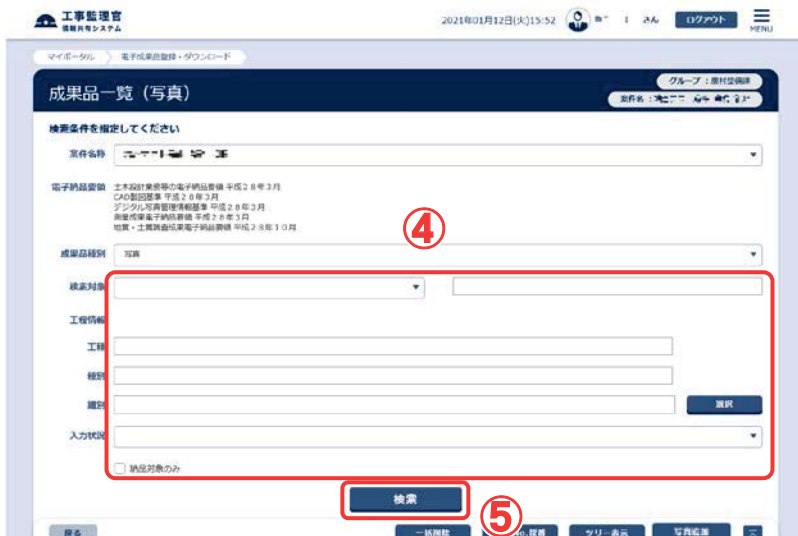 工事監理官
情報共有システム
2021年01月12日(火)15:52
さん
ログアウト
MENU
マイポータル
電子成果品登録・ダウンロード
成果品一覧（写真）
グループ：農村整備課
案件名：
検索条件を指定してください
案件名称
電子納品要領
土木設計業務等の電子納品要領 平成２８年３月
CAD製図基準 平成２８年３月
デジタル写真管理情報基準 平成２８年３月
測量成果電子納品要領 平成２８年３月
地質・土質調査成果電子納品要領 平成２８年１０月
④
成果品種別
写真
検索対象
工程情報
工種
種別
細別
選択
入力状況
納品対象のみ
検索
⑤
戻る
一括削除
ツリー表示
写真追加